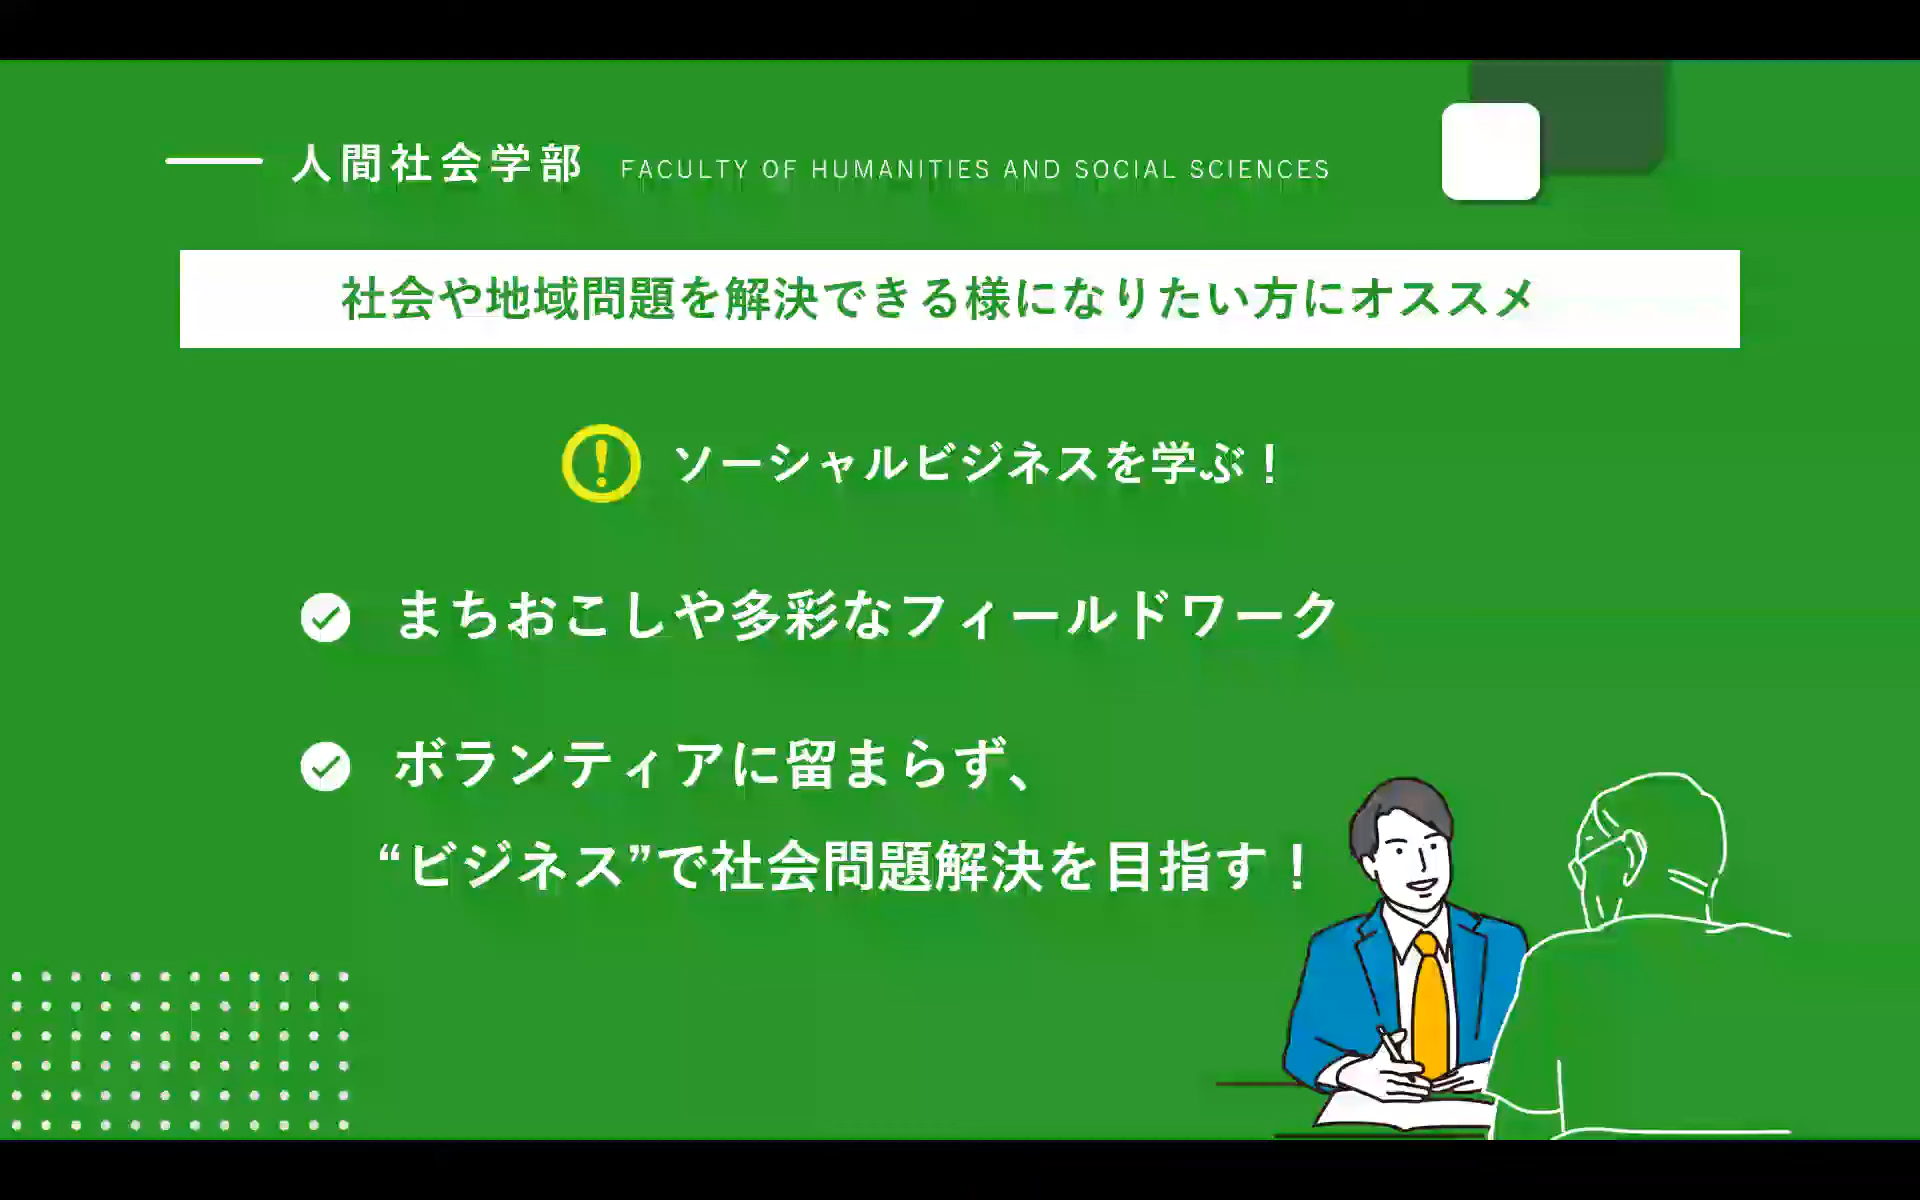 人間社会学部 FACULTY OF HUMANITIES AND SOCIAL SCIENCES
社会や地域問題を解決できる様になりたい方にオススメ
ソーシャルビジネスを学ぶ！
まちおこしや多彩なフィールドワーク
ボランティアに留まらず、
“ビジネス”で社会問題解決を目指す！